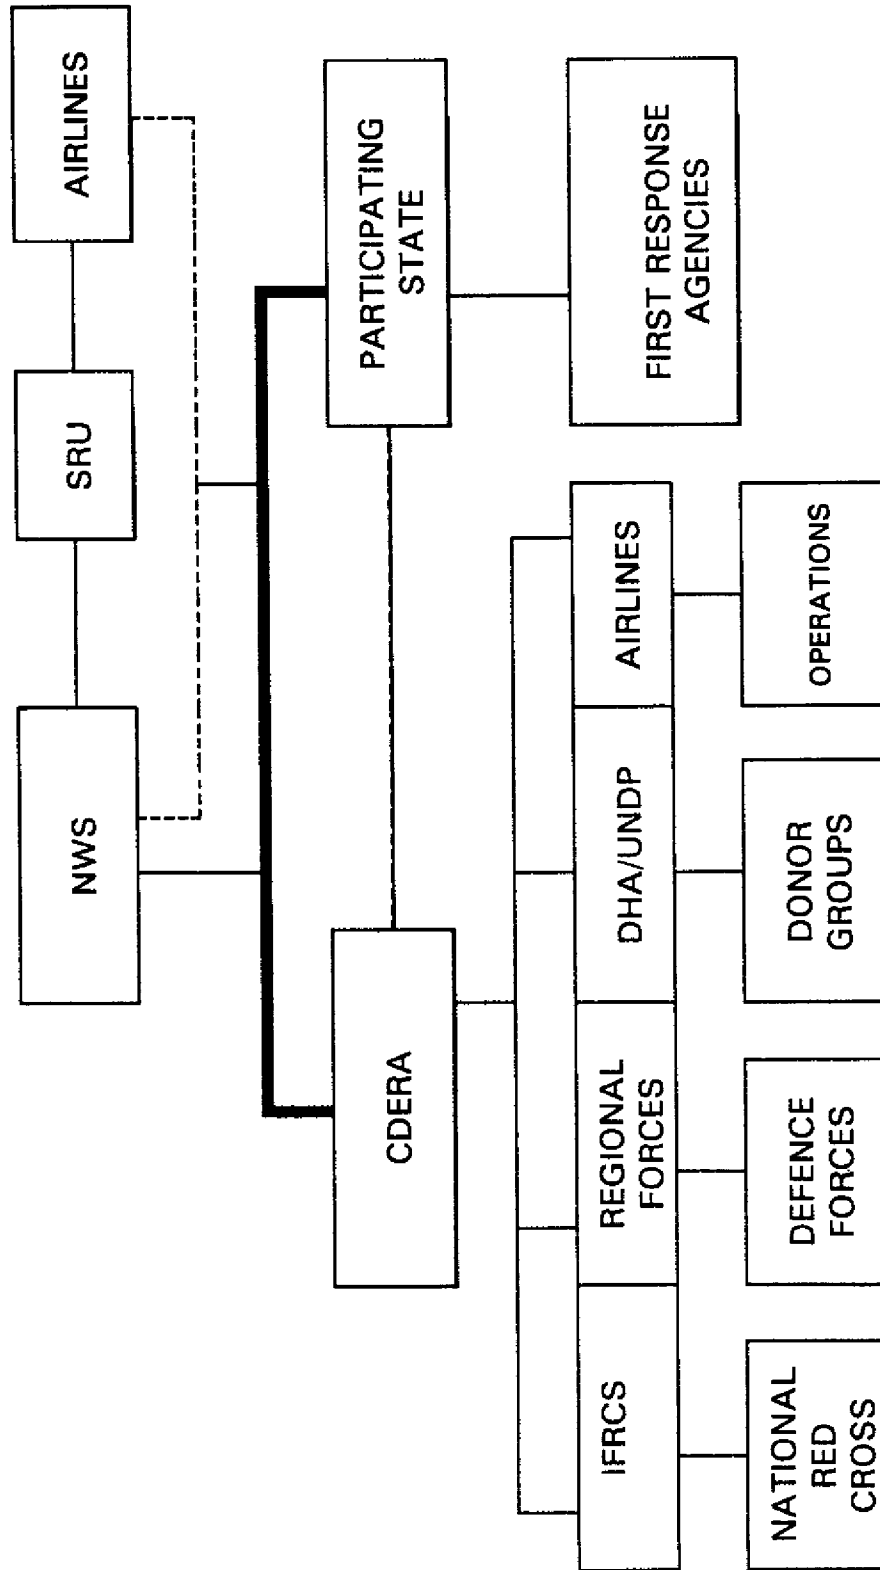 NWS
SRU
AIRLINES
CDERA
PARTICIPATING
STATE
IFRCS
REGIONAL
FORCES
DHA/UNDP
AIRLINES
FIRST RESPONSE
AGENCIES
NATIONAL
RED
CROSS
DEFENCE
FORCES
DONOR
GROUPS
OPERATIONS